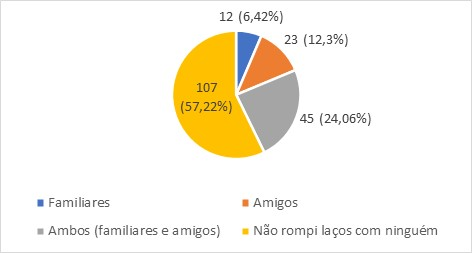 12 (6,42%)
23 (12,3%)
107
(57,22%)
45 (24,06%)
Familiares
Amigos
Ambos (familiares e amigos)
Não rompi laços com ninguém